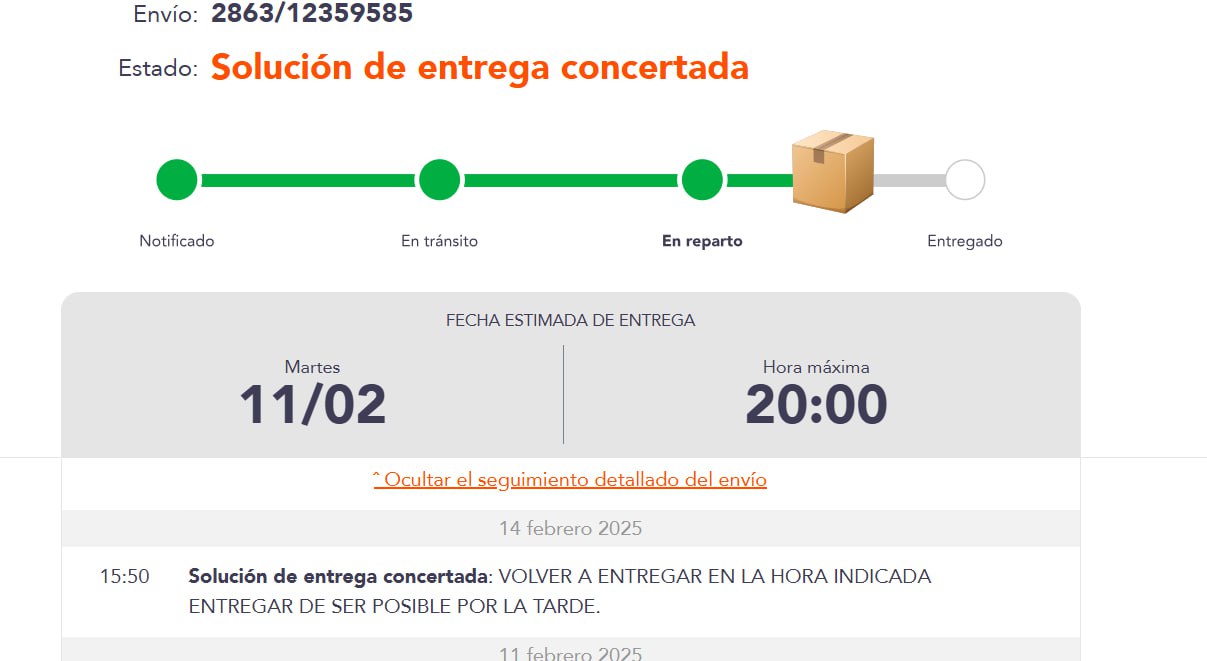 Envío: 2863/12359585
Estado: Solución de entrega concertada
Notificado En tránsito En reparto Entregado
FECHA ESTIMADA DE ENTREGA
Martes Hora máxima
11/02 20:00
ˆ Ocultar el seguimiento detallado del envío
14 febrero 2025
15:50 Solución de entrega concertada: VOLVER A ENTREGAR EN LA HORA INDICADA
ENTREGAR DE SER POSIBLE POR LA TARDE.
11 febrero 2025